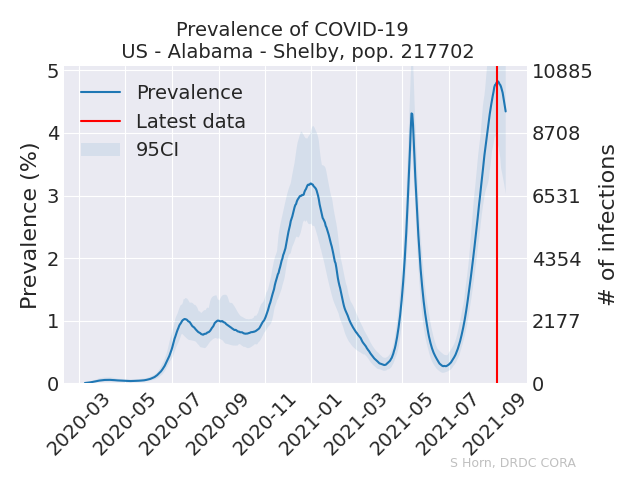 Prevalence of COVID-19
US - Alabama - Shelby, pop. 217702
Prevalence (%)
5
4
3
2
1
0
Prevalence
Latest data
95CI
10885
8708
6531
4354
2177
0
# of infections
2020-03
2020-05
2020-07
2020-09
2020-11
2021-01
2021-03
2021-05
2021-07
2021-09
S Horn, DRDC CORA